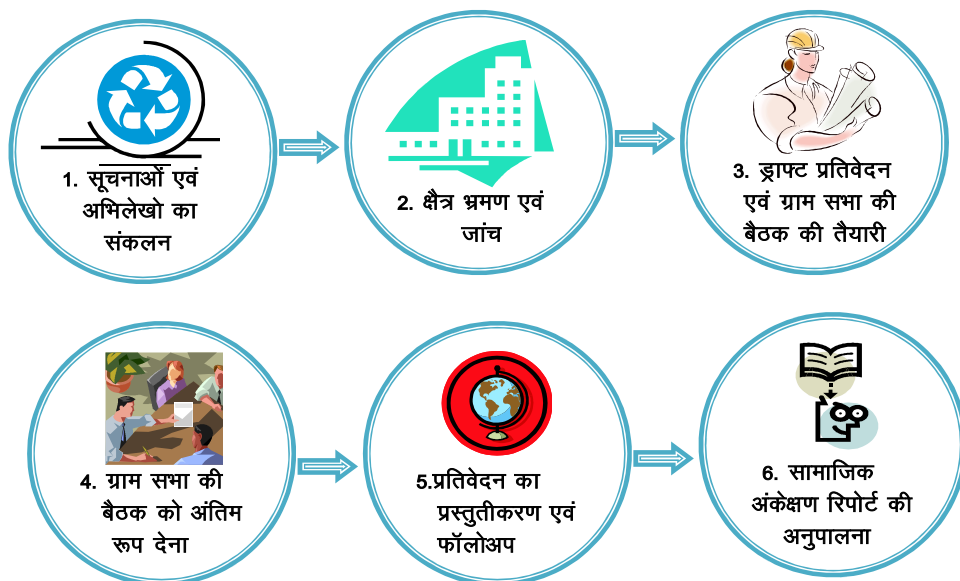 1. सूचनाओं एवं
अभिलेखो का
संकलन
2. क्षैत्र भ्रमण एवं
जांच
3. ड्राफ्ट प्रतिवेदन
एवं ग्राम सभा की
बैठक की तैयारी
4. ग्राम सभा की
बैठक को अंतिम
रूप देना
5.प्रतिवेदन का
प्रस्तुतीकरण एवं
फॉलोअप
6. सामाजिक
अंकेक्षण रिपोर्ट की
अनुपालना